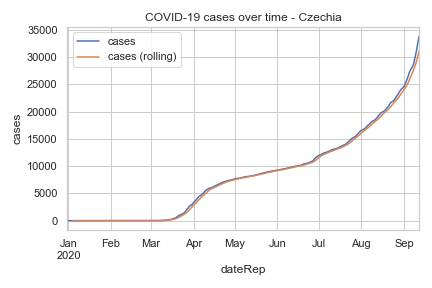 COVID-19 cases over time - Czechia
35000
30000
25000
20000
15000
10000
5000
0
cases
cases (rolling)
cases
Jan Feb Mar Apr May Jun Jul Aug Sep
2020
dateRep